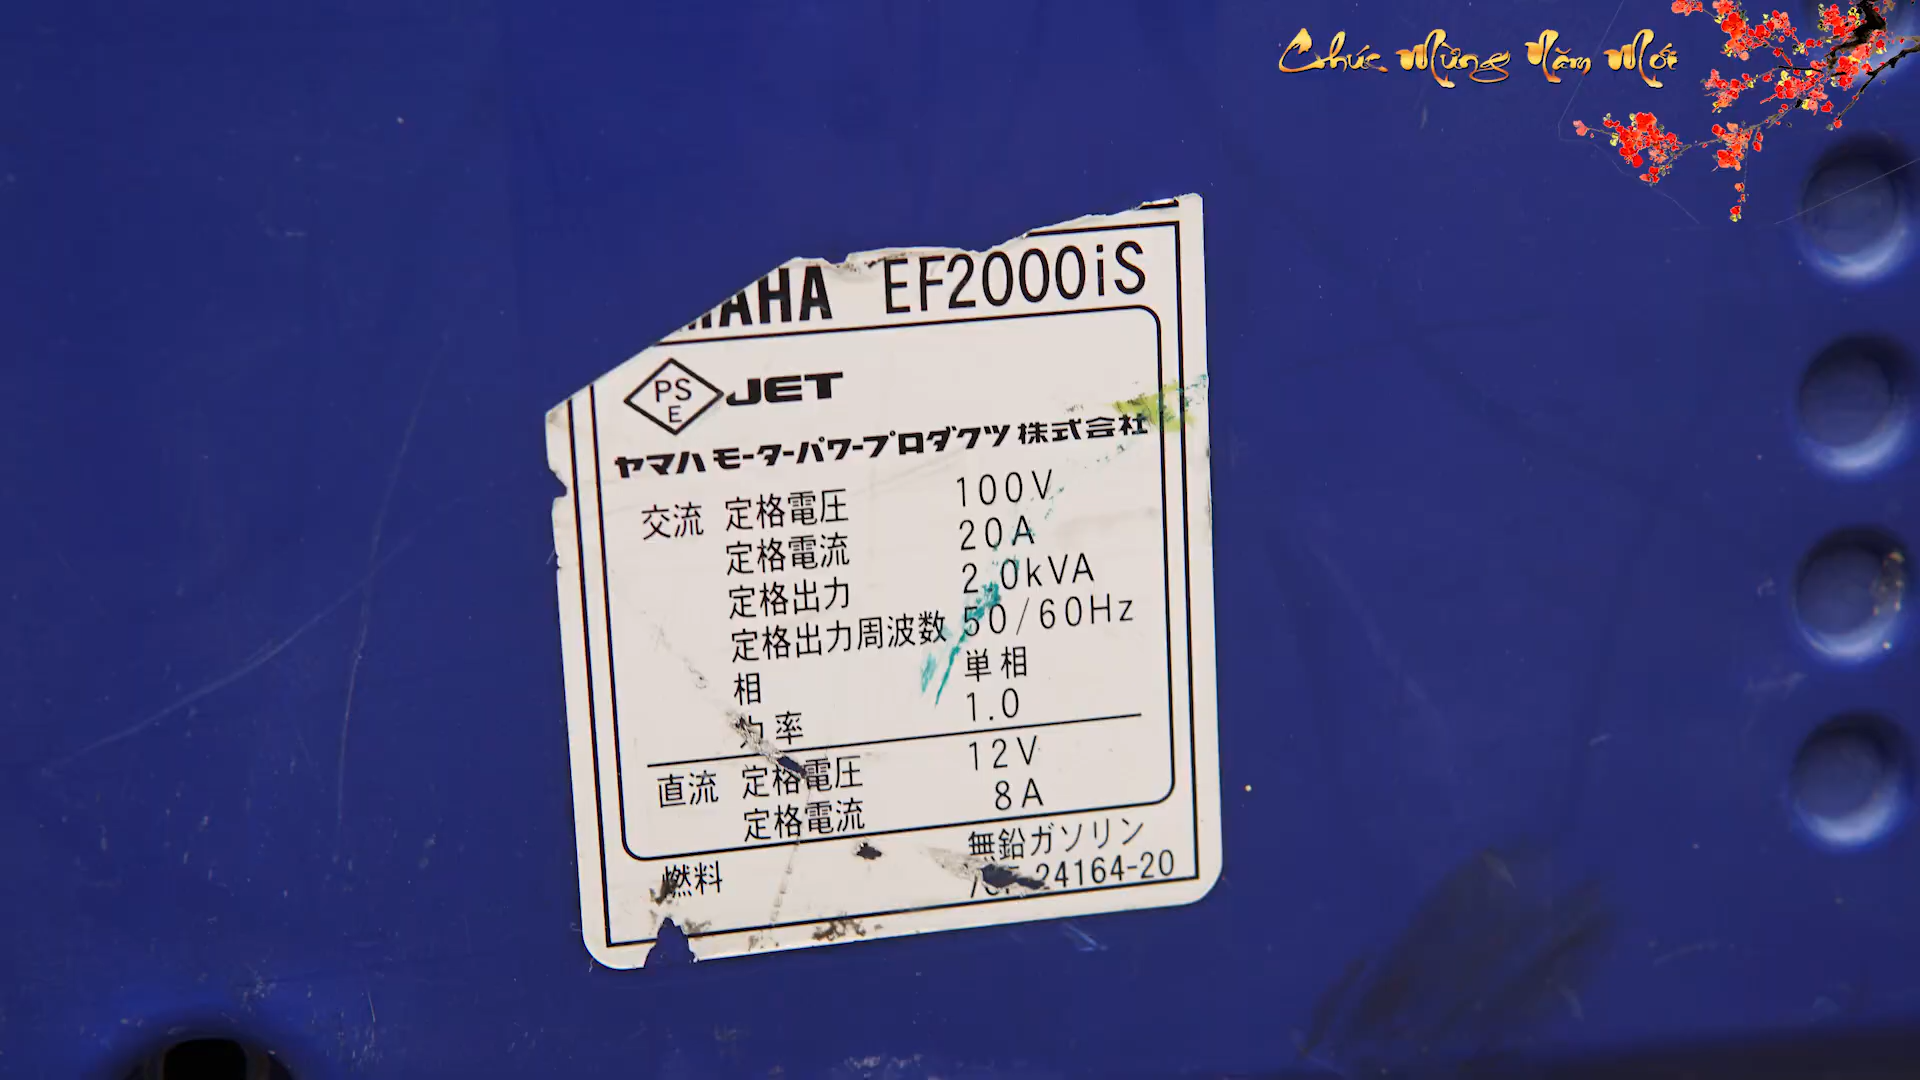 Chúc Mừng Năm Mới
EF2000iS
PS
E
JET
ヤマハモーターパワープロダクツ株式会社
交流 定格電圧 100V
定格電流 20A
定格出力 2.0kVA
定格出力周波数 50/60Hz
相 単相
力率 1.0
直流 定格電圧 12V
定格電流 8A
燃料 無鉛ガソリン
24164-20